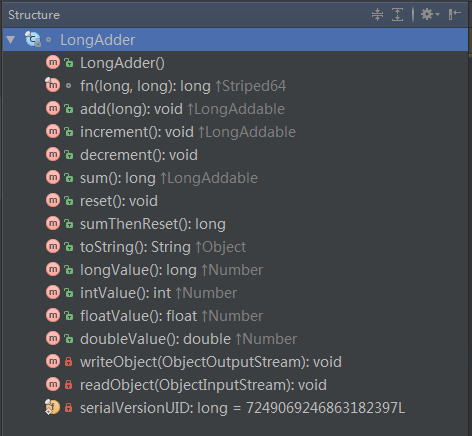 Structure
LongAdder
LongAdder()
fn(long, long): long ↑Striped64
add(long): void ↑LongAddable
increment(): void ↑LongAddable
decrement(): void
sum(): long ↑LongAddable
reset(): void
sumThenReset(): long
toString(): String ↑Object
longValue(): long ↑Number
intValue(): int ↑Number
floatValue(): float ↑Number
doubleValue(): double ↑Number
writeObject(ObjectOutputStream): void
readObject(ObjectInputStream): void
serialVersionUID: long = 7249069246863182397L